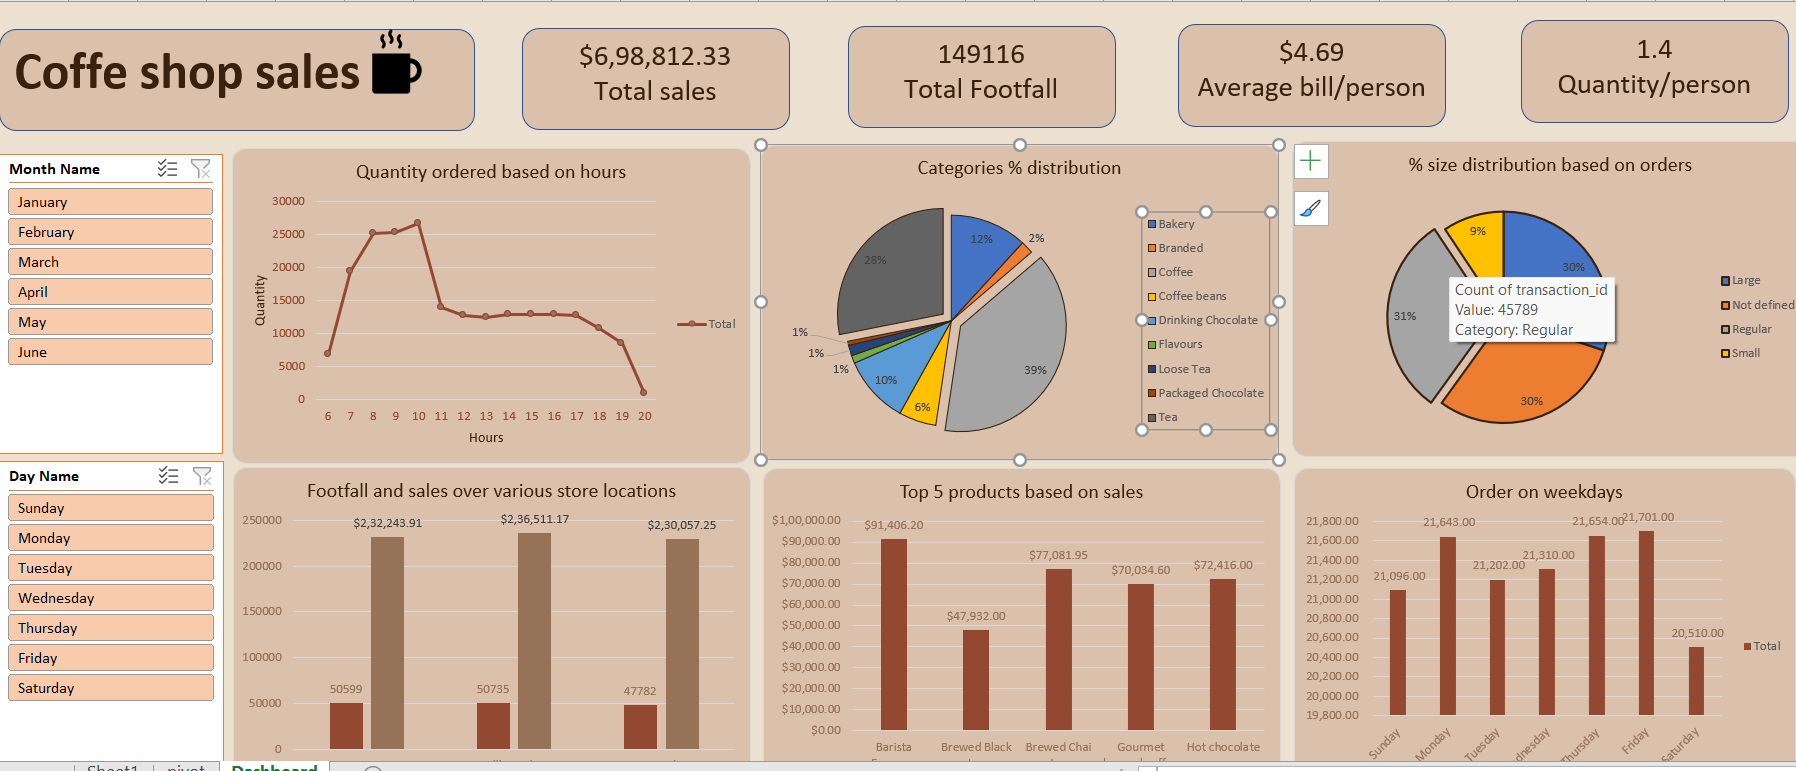 Coffe shop sales
$6,98,812.33
Total sales
149116
Total Footfall
$4.69
Average bill/person
1.4
Quantity/person
Month Name
January
February
March
April
May
June
Day Name
Sunday
Monday
Tuesday
Wednesday
Thursday
Friday
Saturday
Quantity ordered based on hours
Quantity
30000
25000
20000
15000
10000
5000
0
6 7 8 9 10 11 12 13 14 15 16 17 18 19 20
Hours
Total
Categories % distribution
12%
2%
39%
6%
10%
1%
1%
1%
28%
Bakery
Branded
Coffee
Coffee beans
Drinking Chocolate
Flavours
Loose Tea
Packaged Chocolate
Tea
% size distribution based on orders
9%
30%
31%
30%
Count of transaction_id
Value: 45789
Category: Regular
Large
Not defined
Regular
Small
Footfall and sales over various store locations
250000
200000
150000
100000
50000
0
$2,32,243.91
$2,36,511.17
$2,30,057.25
50599
50735
47782
Top 5 products based on sales
$1,00,000.00
$90,000.00
$80,000.00
$70,000.00
$60,000.00
$50,000.00
$40,000.00
$30,000.00
$20,000.00
$10,000.00
$0.00
$91,406.20
$47,932.00
$77,081.95
$70,034.60
$72,416.00
Barista Brewed Black Brewed Chai Gourmet Hot chocolate
Order on weekdays
21,800.00
21,600.00
21,400.00
21,200.00
21,000.00
20,800.00
20,600.00
20,400.00
20,200.00
20,000.00
19,800.00
21,096.00
21,643.00
21,202.00
21,310.00
21,654.00
21,701.00
20,510.00
Sunday
Monday
Tuesday
dnesday
Thursday
Friday
Saturday
Total
Sheet1 pivot Dashboard